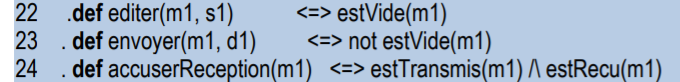 22 .def editer(m1, s1) <=> estVide(m1)
23 . def envoyer(m1, d1) <=> not estVide(m1)
24 . def accuserReception(m1) <=> estTransmis(m1) /\ estRecu(m1)